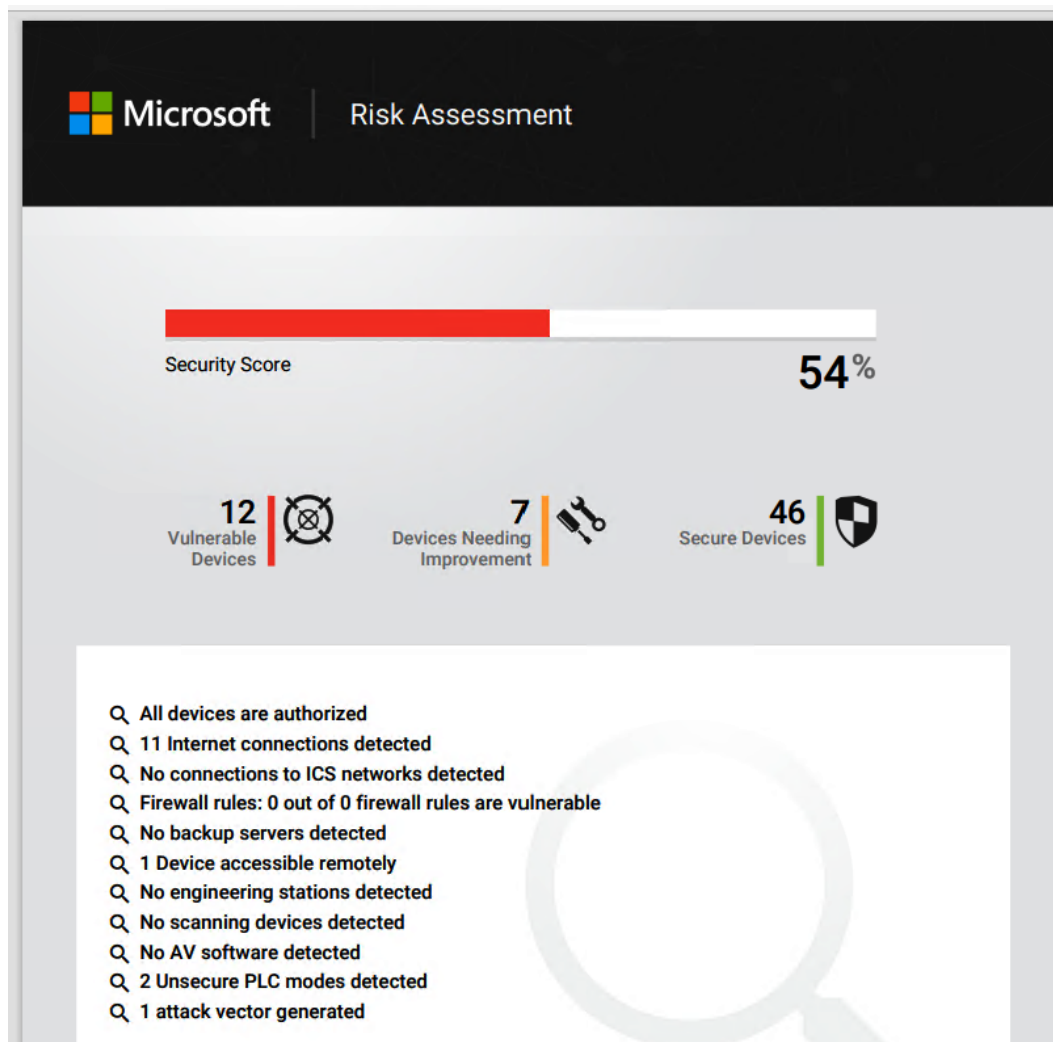 Microsoft
Risk Assessment
Security Score
54%
12
Vulnerable
Devices
7
Devices Needing
Improvement
46
Secure Devices
All devices are authorized
11 Internet connections detected
No connections to ICS networks detected
Firewall rules: 0 out of 0 firewall rules are vulnerable
No backup servers detected
1 Device accessible remotely
No engineering stations detected
No scanning devices detected
No AV software detected
2 Unsecure PLC modes detected
1 attack vector generated